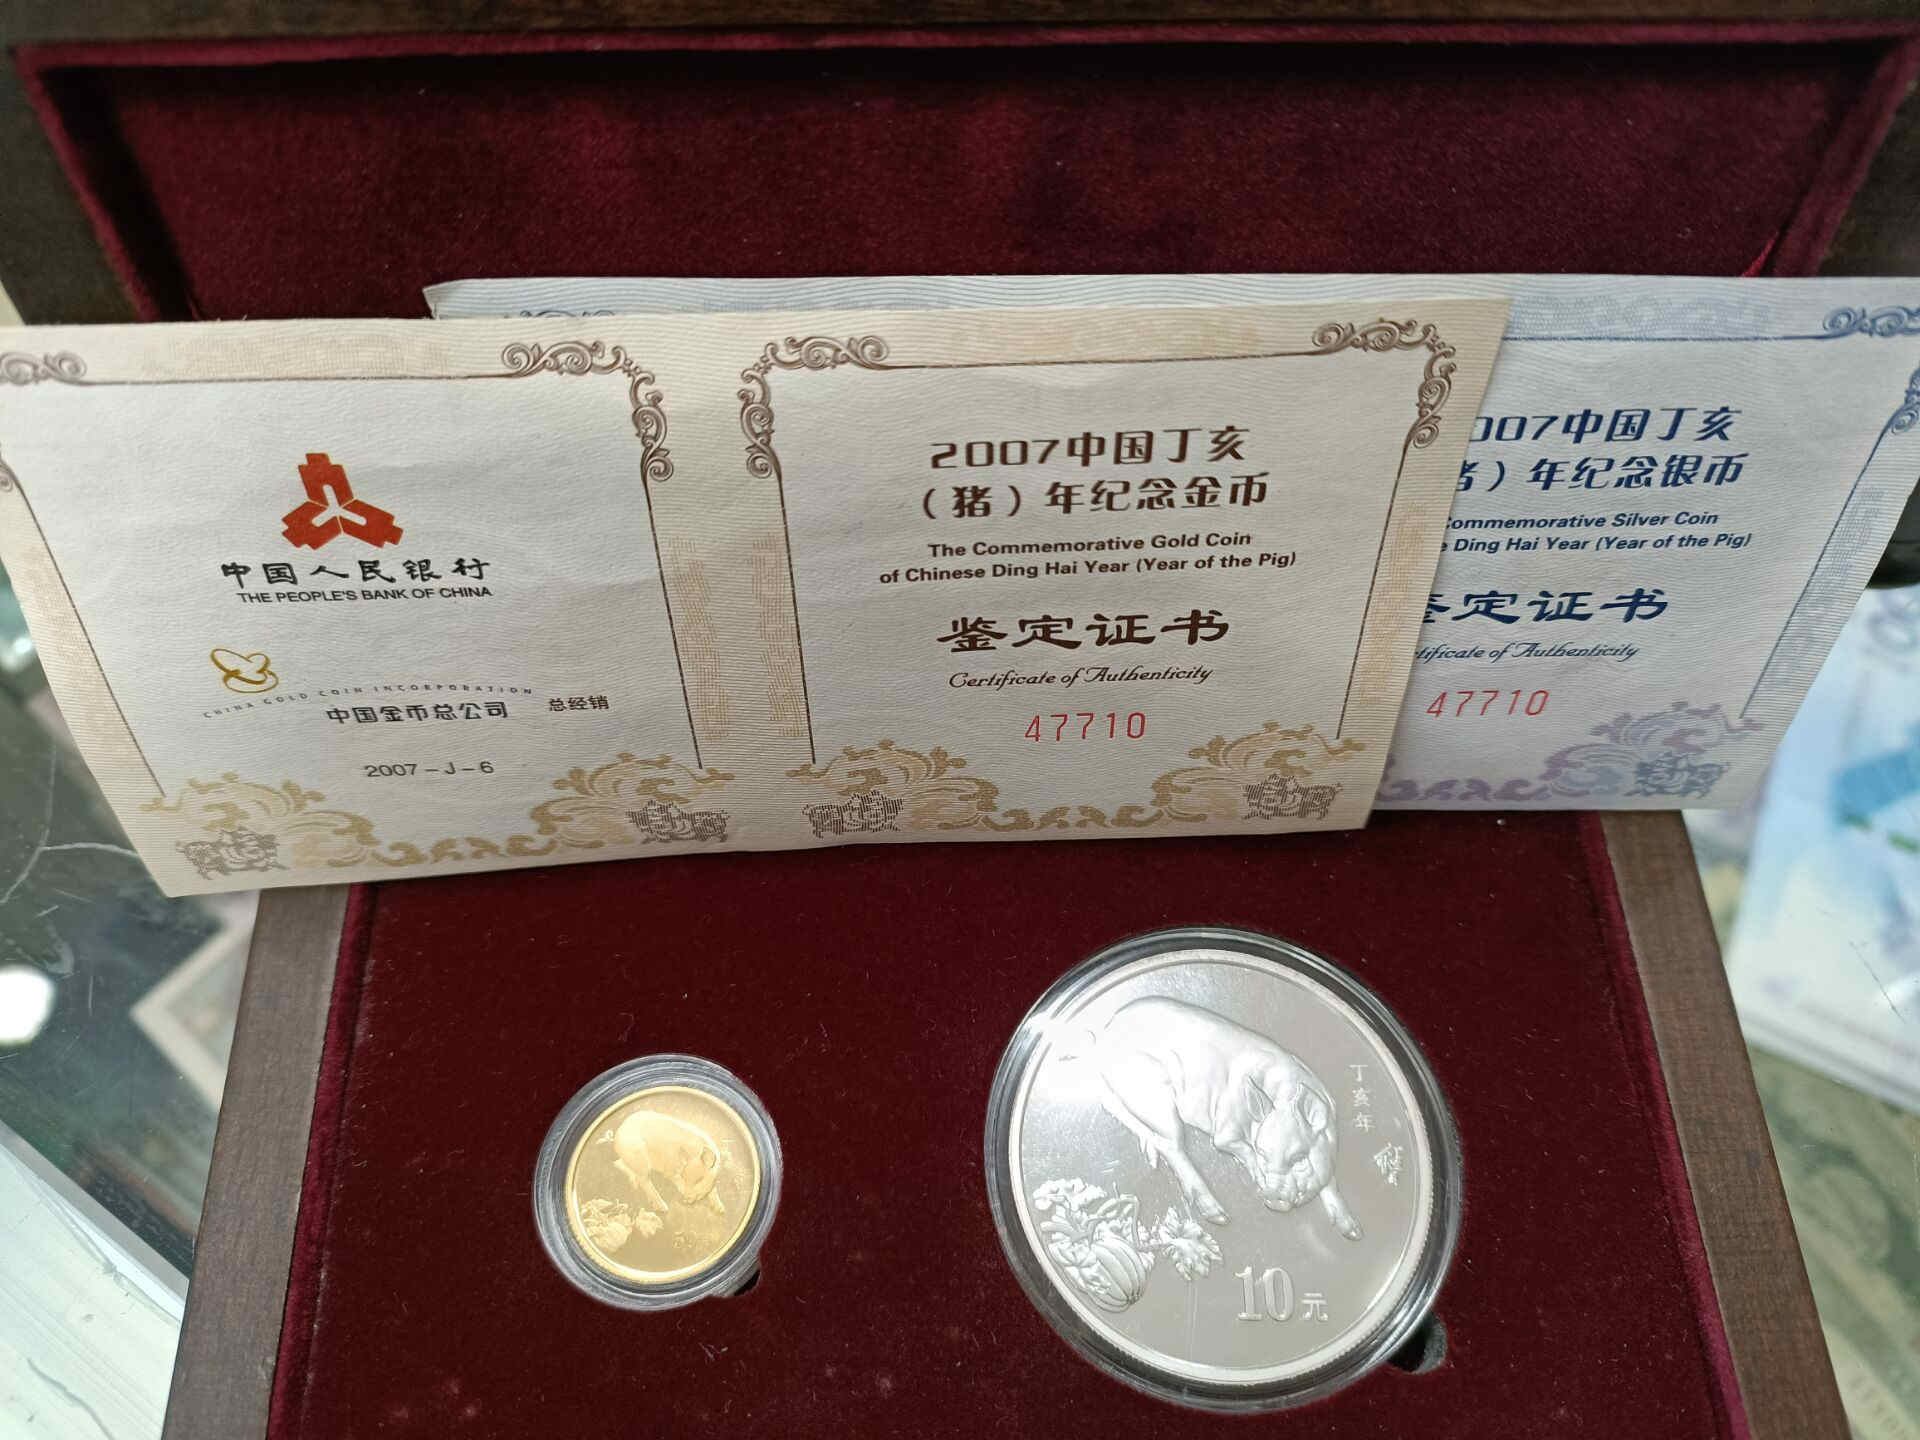 中国人民银行
THE PEOPLE'S BANK OF CHINA
CHINA GOLD COIN INCORPORATION
中国金币总公司 总经销
2007-J-6
2007中国丁亥
（猪）年纪念金币
The Commemorative Gold Coin
of Chinese Ding Hai Year (Year of the Pig)
鉴定证书
Certificate of Authenticity
47710
007中国丁亥
）年纪念银币
Commemorative Silver Coin
Ding Hai Year (Year of the Pig)
定证书
tificate of Authenticity
47710
丁亥年
10元
50元